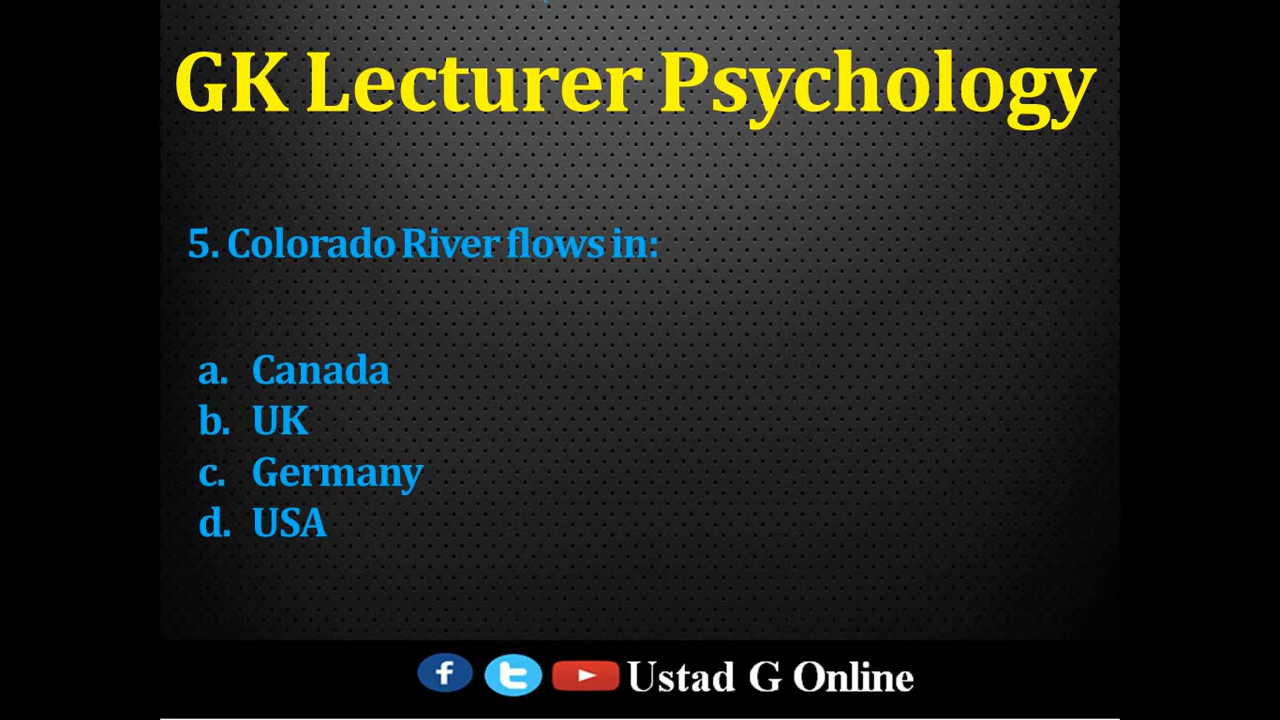 GK Lecturer Psychology
5. Colorado River flows in:
a. Canada
b. UK
c. Germany
d. USA
Ustad G Online